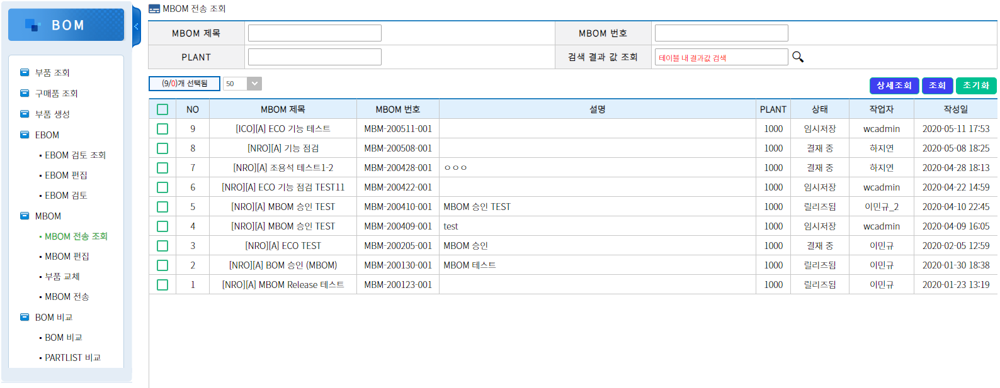 BOM
부품 조회
구매품 조회
부품 생성
EBOM
EBOM 검토 조회
EBOM 편집
EBOM 검토
MBOM
MBOM 전송 조회
MBOM 편집
부품 교체
MBOM 전송
BOM 비교
BOM 비교
PARTLIST 비교
MBOM 전송 조회
MBOM 제목 MBOM 번호
PLANT 검색 결과 값 조회 테이블 내 결과값 검색
(9/0)개 선택됨 50 상세조회 조회 초기화
NO MBOM 제목 MBOM 번호 설명 PLANT 상태 작업자 작성일
9 [ICO][A] ECO 기능 테스트 MBM-200511-001 1000 임시저장 wcadmin 2020-05-11 17:53
8 [NRO][A] 기능 점검 MBM-200508-001 1000 결재 중 하지연 2020-05-08 18:25
7 [NRO][A] 조용석 테스트1-2 MBM-200428-001 ㅇㅇㅇ 1000 결재 중 하지연 2020-04-28 18:13
6 [NRO][A] ECO 기능 점검 TEST11 MBM-200422-001 1000 임시저장 wcadmin 2020-04-22 14:59
5 [NRO][A] MBOM 승인 TEST MBM-200410-001 MBOM 승인 TEST 1000 릴리즈됨 이민규_2 2020-04-10 22:45
4 [NRO][A] MBOM 승인 TEST MBM-200409-001 test 1000 임시저장 wcadmin 2020-04-09 16:05
3 [NRO][A] ECO TEST MBM-200205-001 MBOM 승인 1000 결재 중 이민규 2020-02-05 12:59
2 [NRO][A] BOM 승인 (MBOM) MBM-200130-001 MBOM 테스트 1000 릴리즈됨 이민규 2020-01-30 18:38
1 [NRO][A] MBOM Release 테스트 MBM-200123-001 1000 릴리즈됨 이민규 2020-01-23 13:19